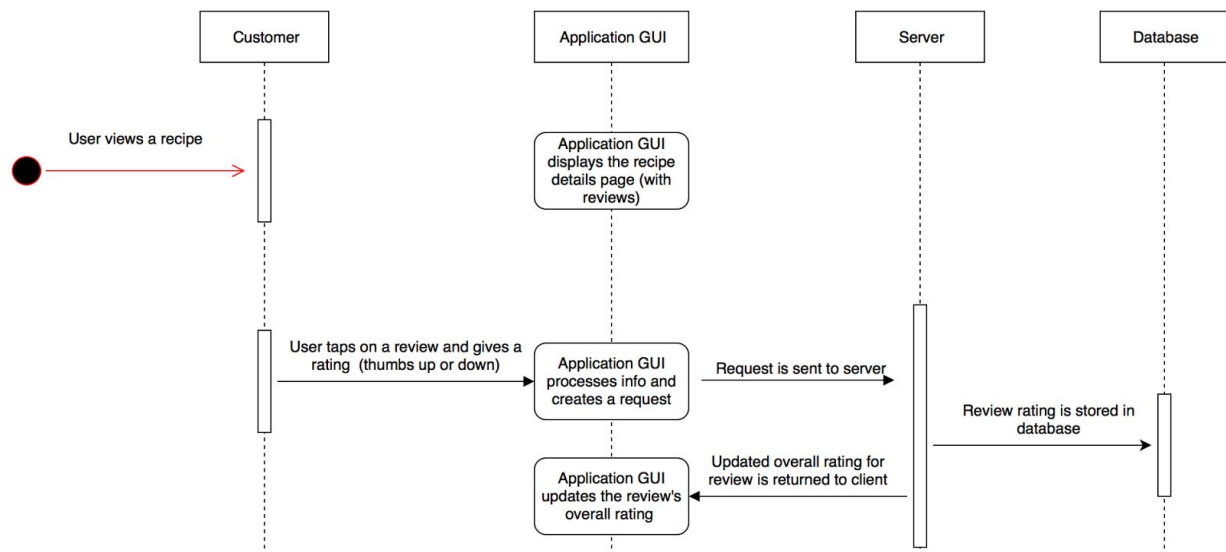 Customer
Application GUI
Server
Database
User views a recipe
Application GUI
displays the recipe
details page (with
reviews)
User taps on a review and gives a
rating (thumbs up or down)
Application GUI
processes info and
creates a request
Request is sent to server
Review rating is stored in
database
Updated overall rating for
review is returned to client
Application GUI
updates the review's
overall rating